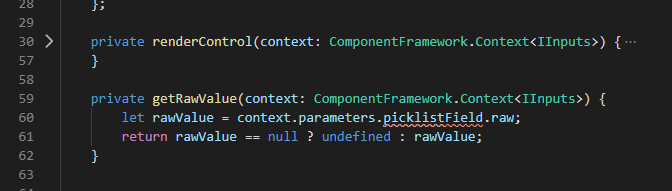 28 };
29
30 private renderControl(context: ComponentFramework.Context<IInputs>) {…
57 }
58
59 private getRawValue(context: ComponentFramework.Context<IInputs>) {
60 let rawValue = context.parameters.picklistField.raw;
61 return rawValue == null ? undefined : rawValue;
62 }
63